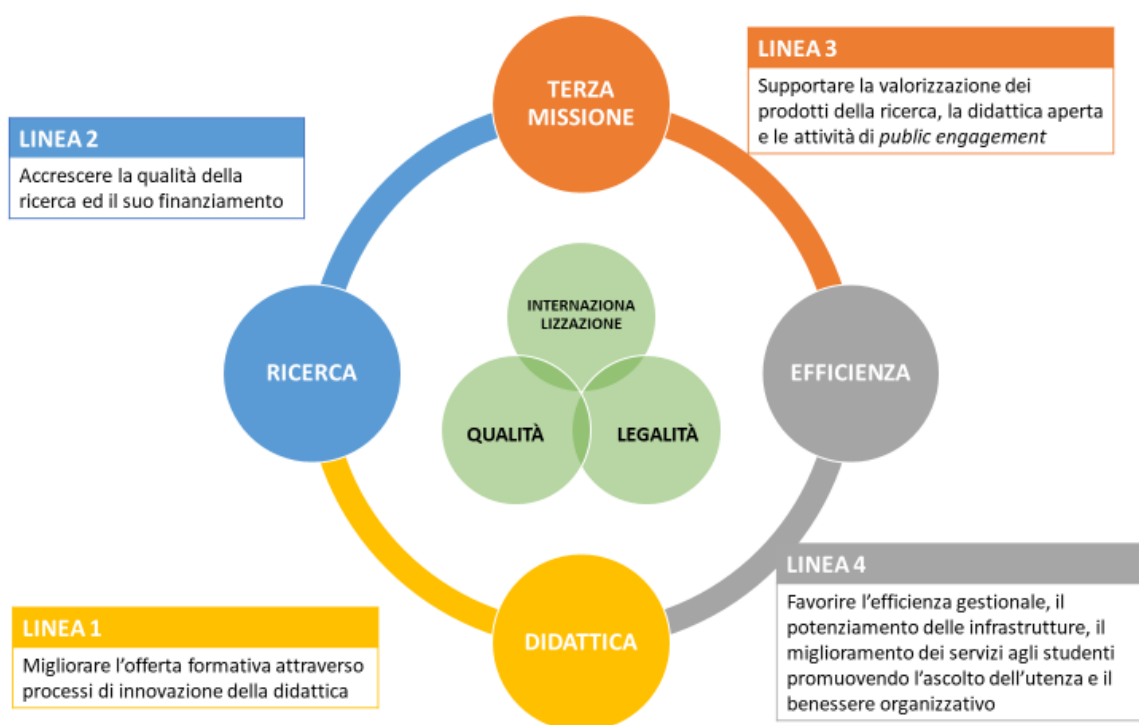 TERZA
MISSIONE
LINEA 3
Supportare la valorizzazione dei
prodotti della ricerca, la didattica aperta
e le attività di public engagement
LINEA 2
Accrescere la qualità della
ricerca ed il suo finanziamento
INTERNAZIONA
LIZZAZIONE
RICERCA
EFFICIENZA
QUALITÀ
LEGALITÀ
LINEA 4
Favorire l'efficienza gestionale, il
potenziamento delle infrastrutture, il
miglioramento dei servizi agli studenti
promuovendo l'ascolto dell'utenza e il
benessere organizzativo
LINEA 1
Migliorare l'offerta formativa attraverso
processi di innovazione della didattica
DIDATTICA